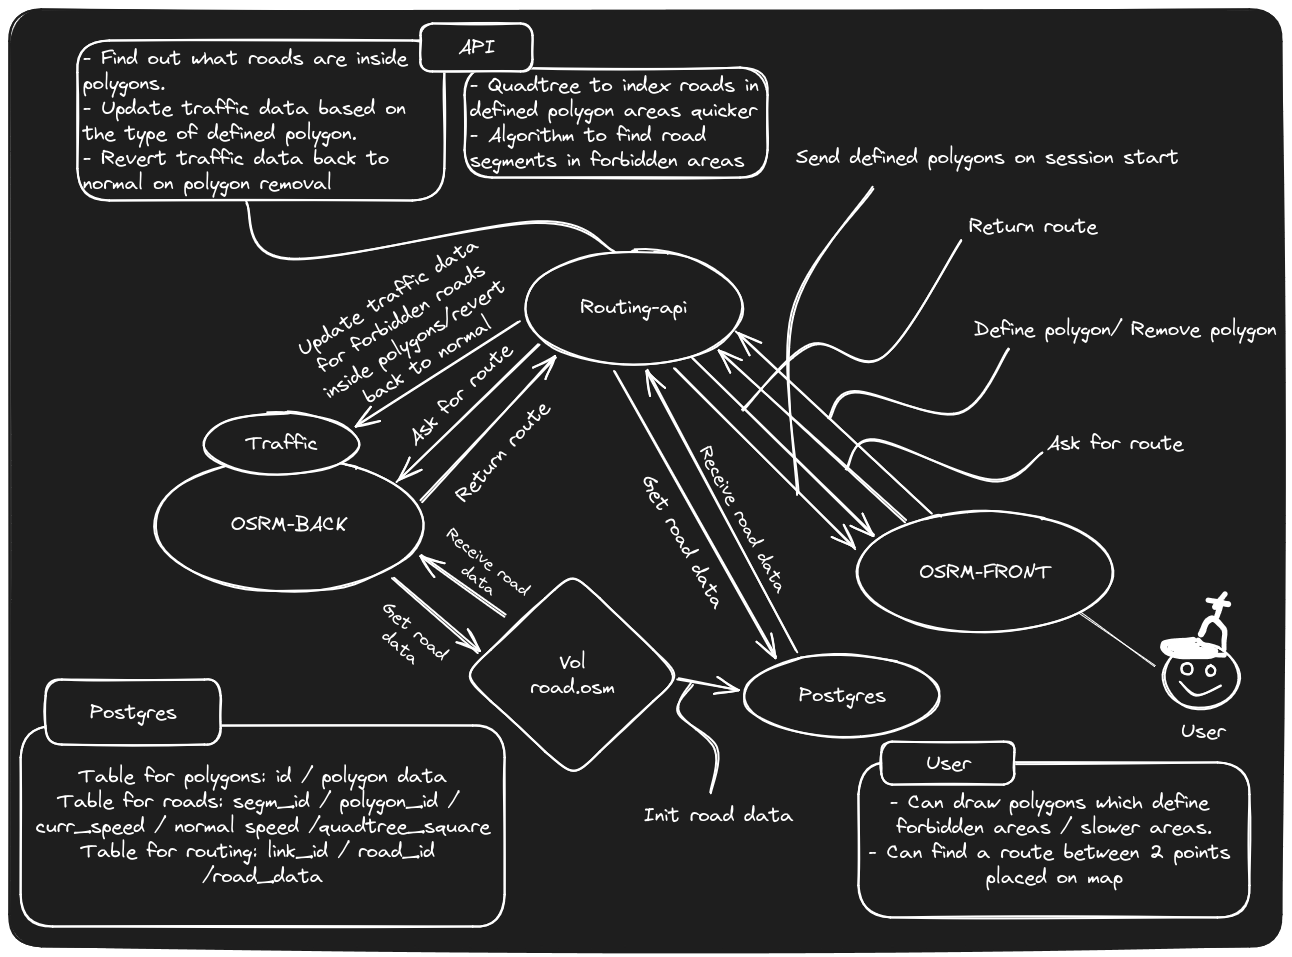 API
- Find out what roads are inside
polygons.
- Update traffic data based on
the type of defined polygon.
- Revert traffic data back to
normal on polygon removal
- Quadtree to index roads in
defined polygon areas quicker
- Algorithm to find road
segments in forbidden areas
Send defined polygons on session start
Return route
Define polygon/ Remove polygon
Ask for route
Routing-api
Update traffic data
for forbidden roads
inside polygons/revert
back to normal
Ask for route
Return route
Traffic
OSRM-BACK
Receive road
data
Get road
data
Get road data
Receive road data
OSRM-FRONT
Vol
road.osm
Postgres
User
Init road data
Postgres
Table for polygons: id / polygon data
Table for roads: segm_id / polygon_id /
curr_speed / normal speed /quadtree_square
Table for routing: link_id / road_id
/road_data
User
- Can draw polygons which define
forbidden areas / slower areas.
- Can find a route between 2 points
placed on map